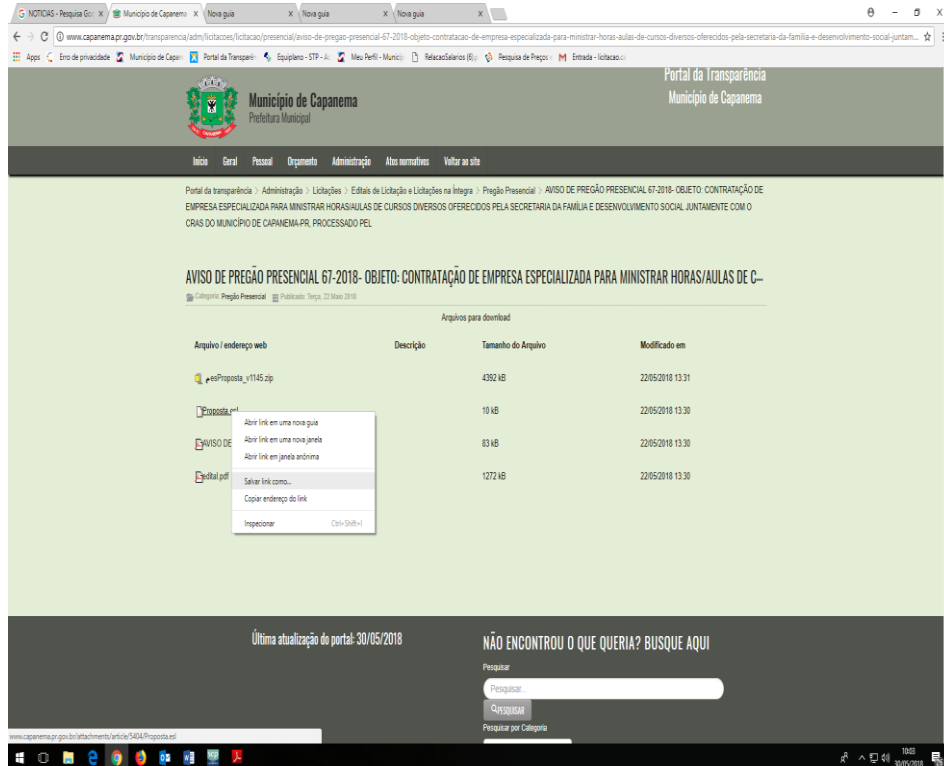 NOTICIAS - Pesquisa Goo X
Município de Capanema X
Nova guia X
Nova guia X
Nova guia X
www.capanema.pr.gov.br/transparencia/adm/licitacoes/licitacao/presencial/aviso-de-pregao-presencial-67-2018-objeto-contratacao-de-empresa-especializada-para-ministrar-horas-aulas-de-cursos-diversos-oferecidos-pela-secretaria-da-familia-e-desenvolvimento-social-juntam...
Apps
Erro de privacidade
Município de Capan
Portal da Transparên
Equiplano - STP - Ac
Meu Perfil - Municíp
RelacaoSalarios (6).p
Pesquisa de Preços
Entrada - licitacao.c
Portal da Transparência
Município de Capanema
Município de Capanema
Prefeitura Municipal
CAPANEMA
Início Geral Pessoal Orçamento Administração Atos normativos Voltar ao site
Portal da transparência > Administração > Licitações > Editais de Licitação e Licitações na Íntegra > Pregão Presencial > AVISO DE PREGÃO PRESENCIAL 67-2018- OBJETO: CONTRATAÇÃO DE
EMPRESA ESPECIALIZADA PARA MINISTRAR HORAS/AULAS DE CURSOS DIVERSOS OFERECIDOS PELA SECRETARIA DA FAMÍLIA E DESENVOLVIMENTO SOCIAL JUNTAMENTE COM O
CRAS DO MUNICÍPIO DE CAPANEMA-PR, PROCESSADO PEL
AVISO DE PREGÃO PRESENCIAL 67-2018- OBJETO: CONTRATAÇÃO DE EMPRESA ESPECIALIZADA PARA MINISTRAR HORAS/AULAS DE C...
Categoria: Pregão Presencial Publicado: Terça, 22 Maio 2018
Arquivos para download
Arquivo / endereço web Descrição Tamanho do Arquivo Modificado em
esProposta_v1145.zip 4392 kB 22/05/2018 13:31
Proposta.esl 10 kB 22/05/2018 13:30
AVISO DE 83 kB 22/05/2018 13:30
edital.pdf 1272 kB 22/05/2018 13:30
Abrir link em uma nova guia
Abrir link em uma nova janela
Abrir link em janela anônima
Salvar link como...
Copiar endereço do link
Inspecionar Ctrl+Shift+I
Última atualização do portal: 30/05/2018
NÃO ENCONTROU O QUE QUERIA? BUSQUE AQUI
Pesquisar
Pesquisar...
PESQUISAR
Pesquisar por Categoria
www.capanema.pr.gov.br/attachments/article/5404/Proposta.esl
10:03
30/05/2018